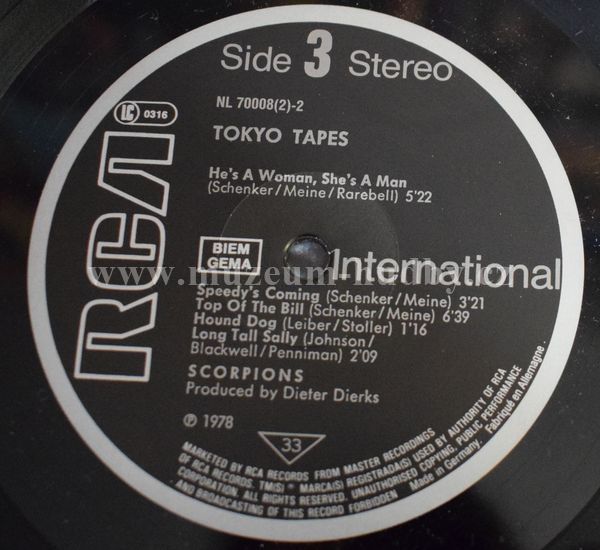 Side 3 Stereo
NL 70008(2)-2
LC 0316
TOKYO TAPES
He's A Woman, She's A Man
(Schenker/Meine/Rarebell) 5'22
RCA
BIEM
GEMA
International
Speedy's Coming (Schenker/Meine) 3'21
Top Of The Bill (Schenker/Meine) 6'39
Hound Dog (Leiber/Stoller) 1'16
Long Tall Sally (Johnson/
Blackwell/Penniman) 2'09
SCORPIONS
Produced by Dieter Dierks
℗ 1978
33
MARKETED BY RCA RECORDS FROM MASTER RECORDINGS
OF RCA RECORDS. TM(S) ® MARCA(S) REGISTRADA(S) USED BY AUTHORITY OF RCA
CORPORATION. ALL RIGHTS RESERVED. UNAUTHORISED COPYING, PUBLIC PERFORMANCE
AND BROADCASTING OF THIS RECORD FORBIDDEN
Made in Germany. Fabriqué en Allemagne.